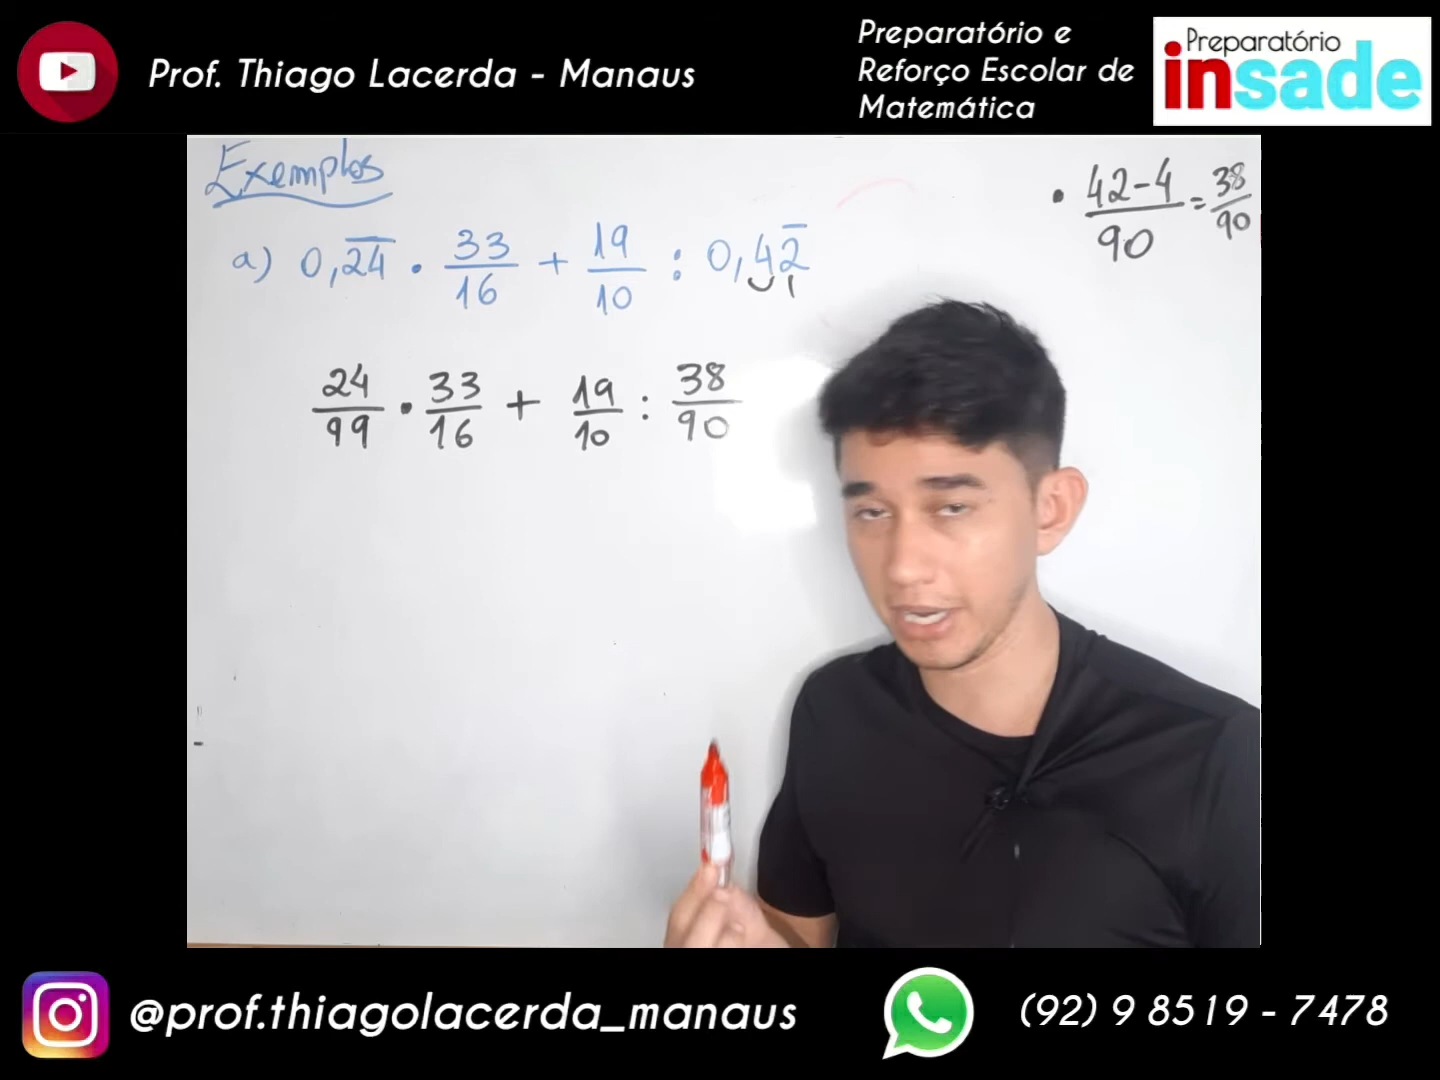 Prof. Thiago Lacerda - Manaus
Preparatório e
Reforço Escolar de
Matemática
Preparatório
insade
Exemplos
• 42-4/90 = 38/90
a) 0,2̅4̅ · 33/16 + 19/10 : 0,42̅
24/99 · 33/16 + 19/10 : 38/90
@prof.thiagolacerda_manaus
(92) 9 8519 - 7478